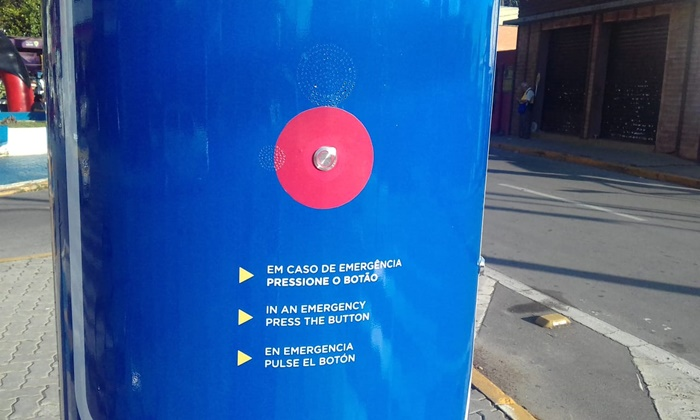 EM CASO DE EMERGÊNCIA
PRESSIONE O BOTÃO
IN AN EMERGENCY
PRESS THE BUTTON
EN EMERGENCIA
PULSE EL BOTÓN